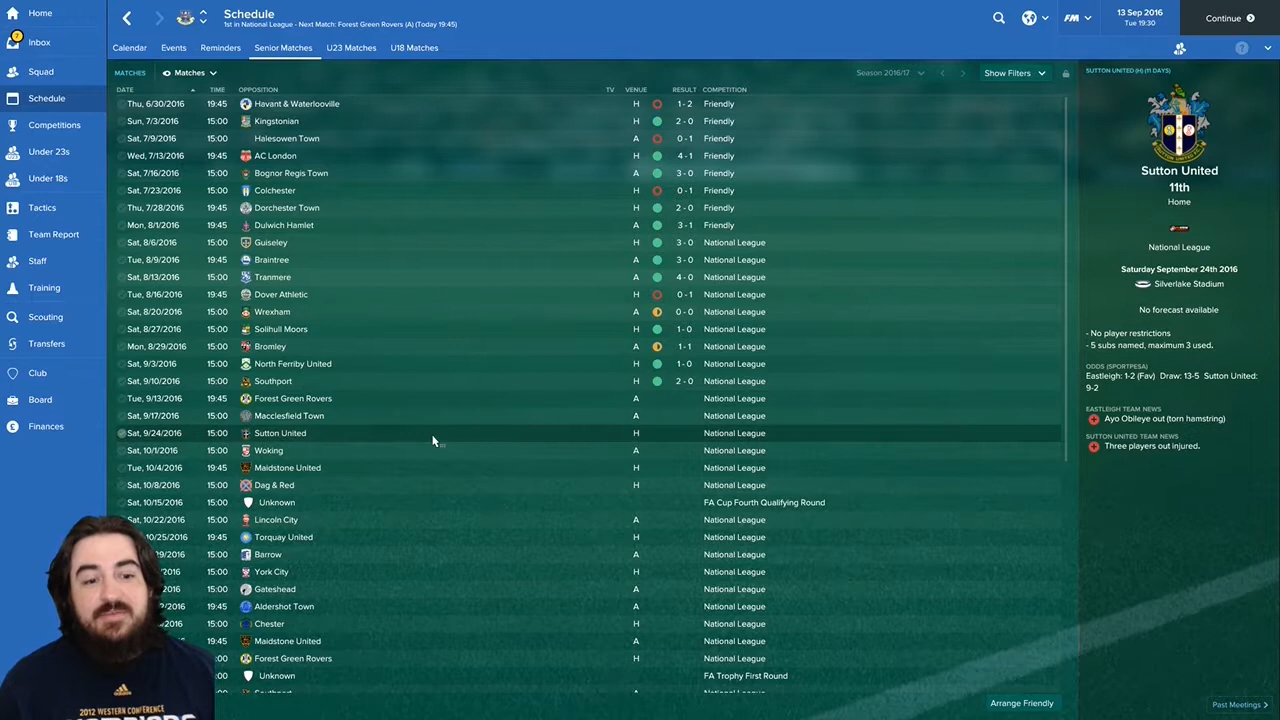 Home
Schedule
1st in National League - Next Match: Forest Green Rovers (A) (Today 19:45)
FM
13 Sep 2016
Tue 19:30
Continue
7
Inbox
Squad
Schedule
Competitions
Under 23s
Under 18s
Tactics
Team Report
Staff
Training
Scouting
Transfers
Club
Board
Finances
Calendar Events Reminders Senior Matches U23 Matches U18 Matches
MATCHES Matches Season 2016/17 Show Filters
DATE TIME OPPOSITION TV VENUE RESULT COMPETITION
Thu, 6/30/2016 19:45 Havant & Waterlooville H 1 - 2 Friendly
Sun, 7/3/2016 15:00 Kingstonian H 2 - 0 Friendly
Sat, 7/9/2016 15:00 Halesowen Town A 0 - 1 Friendly
Wed, 7/13/2016 19:45 AC London H 4 - 1 Friendly
Sat, 7/16/2016 15:00 Bognor Regis Town A 3 - 0 Friendly
Sat, 7/23/2016 15:00 Colchester H 0 - 1 Friendly
Thu, 7/28/2016 19:45 Dorchester Town H 2 - 0 Friendly
Mon, 8/1/2016 19:45 Dulwich Hamlet A 3 - 1 Friendly
Sat, 8/6/2016 15:00 Guiseley H 3 - 0 National League
Tue, 8/9/2016 19:45 Braintree A 3 - 0 National League
Sat, 8/13/2016 15:00 Tranmere A 4 - 0 National League
Tue, 8/16/2016 19:45 Dover Athletic H 0 - 1 National League
Sat, 8/20/2016 15:00 Wrexham A 0 - 0 National League
Sat, 8/27/2016 15:00 Solihull Moors H 1 - 0 National League
Mon, 8/29/2016 15:00 Bromley A 1 - 1 National League
Sat, 9/3/2016 15:00 North Ferriby United H 1 - 0 National League
Sat, 9/10/2016 15:00 Southport H 2 - 0 National League
Tue, 9/13/2016 19:45 Forest Green Rovers A National League
Sat, 9/17/2016 15:00 Macclesfield Town A National League
Sat, 9/24/2016 15:00 Sutton United H National League
Sat, 10/1/2016 15:00 Woking A National League
Tue, 10/4/2016 19:45 Maidstone United H National League
Sat, 10/8/2016 15:00 Dag & Red H National League
Sat, 10/15/2016 15:00 Unknown FA Cup Fourth Qualifying Round
Sat, 10/22/2016 15:00 Lincoln City A National League
10/25/2016 19:45 Torquay United H National League
29/2016 15:00 Barrow A National League
/2016 15:00 York City H National League
/2016 15:00 Gateshead A National League
2/2016 19:45 Aldershot Town A National League
/2016 15:00 Chester H National League
2016 19:45 Maidstone United A National League
:00 Forest Green Rovers H National League
:00 Unknown FA Trophy First Round
Southport National League
Arrange Friendly
SUTTON UNITED (H) (11 DAYS)
Sutton United
11th
Home
National League
Saturday September 24th 2016
Silverlake Stadium
No forecast available
- No player restrictions
- 5 subs named, maximum 3 used.
ODDS (SPORTPESA)
Eastleigh: 1-2 (Fav) Draw: 13-5 Sutton United:
9-2
EASTLEIGH TEAM NEWS
Ayo Obileye out (torn hamstring)
SUTTON UNITED TEAM NEWS
Three players out injured.
Past Meetings
2012 WESTERN CONFERENCE